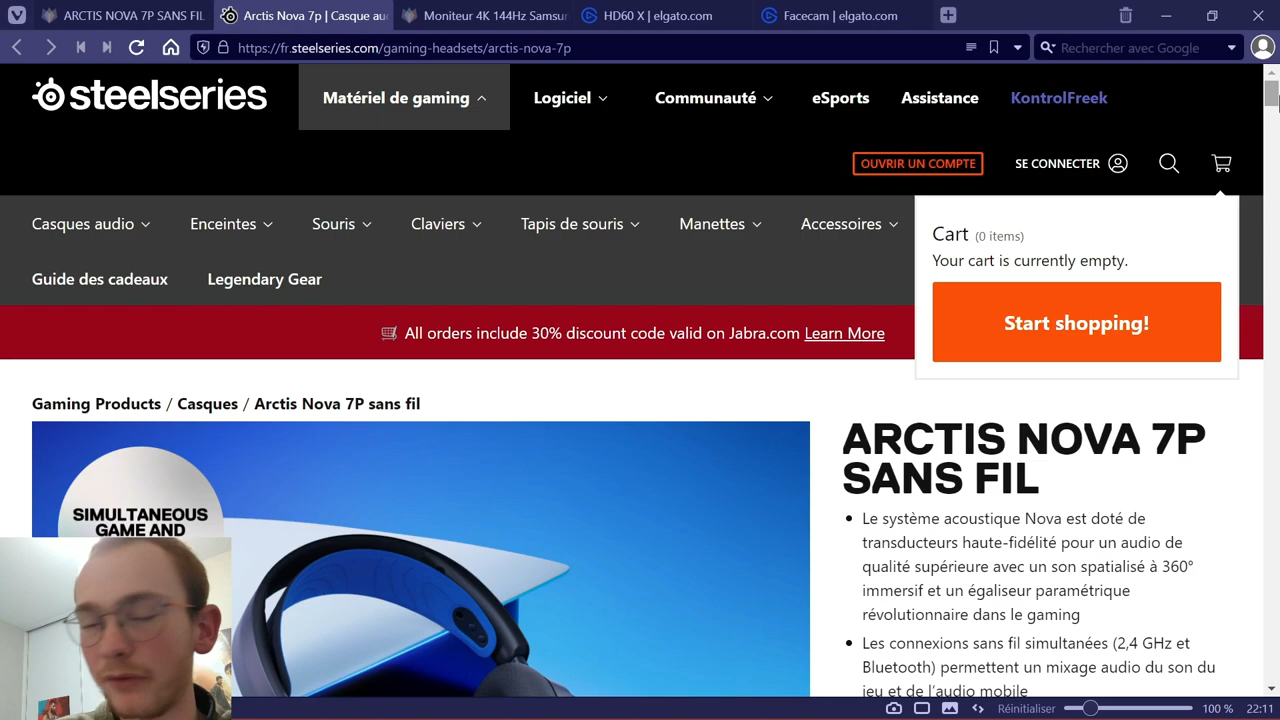 ARCTIS NOVA 7P SANS FIL
Arctis Nova 7p | Casque au
Moniteur 4K 144Hz Samsu
HD60 X | elgato.com
Facecam | elgato.com
https://fr.steelseries.com/gaming-headsets/arctis-nova-7p
Rechercher avec Google
steelseries
Matériel de gaming
Logiciel
Communauté
eSports
Assistance
KontrolFreek
OUVRIR UN COMPTE
SE CONNECTER
Casques audio
Enceintes
Souris
Claviers
Tapis de souris
Manettes
Accessoires
Guide des cadeaux
Legendary Gear
Cart (0 items)
Your cart is currently empty.
Start shopping!
All orders include 30% discount code valid on Jabra.com Learn More
Gaming Products / Casques / Arctis Nova 7P sans fil
SIMULTANEOUS
GAME AND
ARCTIS NOVA 7P
SANS FIL
Le système acoustique Nova est doté de
transducteurs haute-fidélité pour un audio de
qualité supérieure avec un son spatialisé à 360°
immersif et un égaliseur paramétrique
révolutionnaire dans le gaming
Les connexions sans fil simultanées (2,4 GHz et
Bluetooth) permettent un mixage audio du son du
jeu et de l'audio mobile
Réinitialiser
100 %
22:11